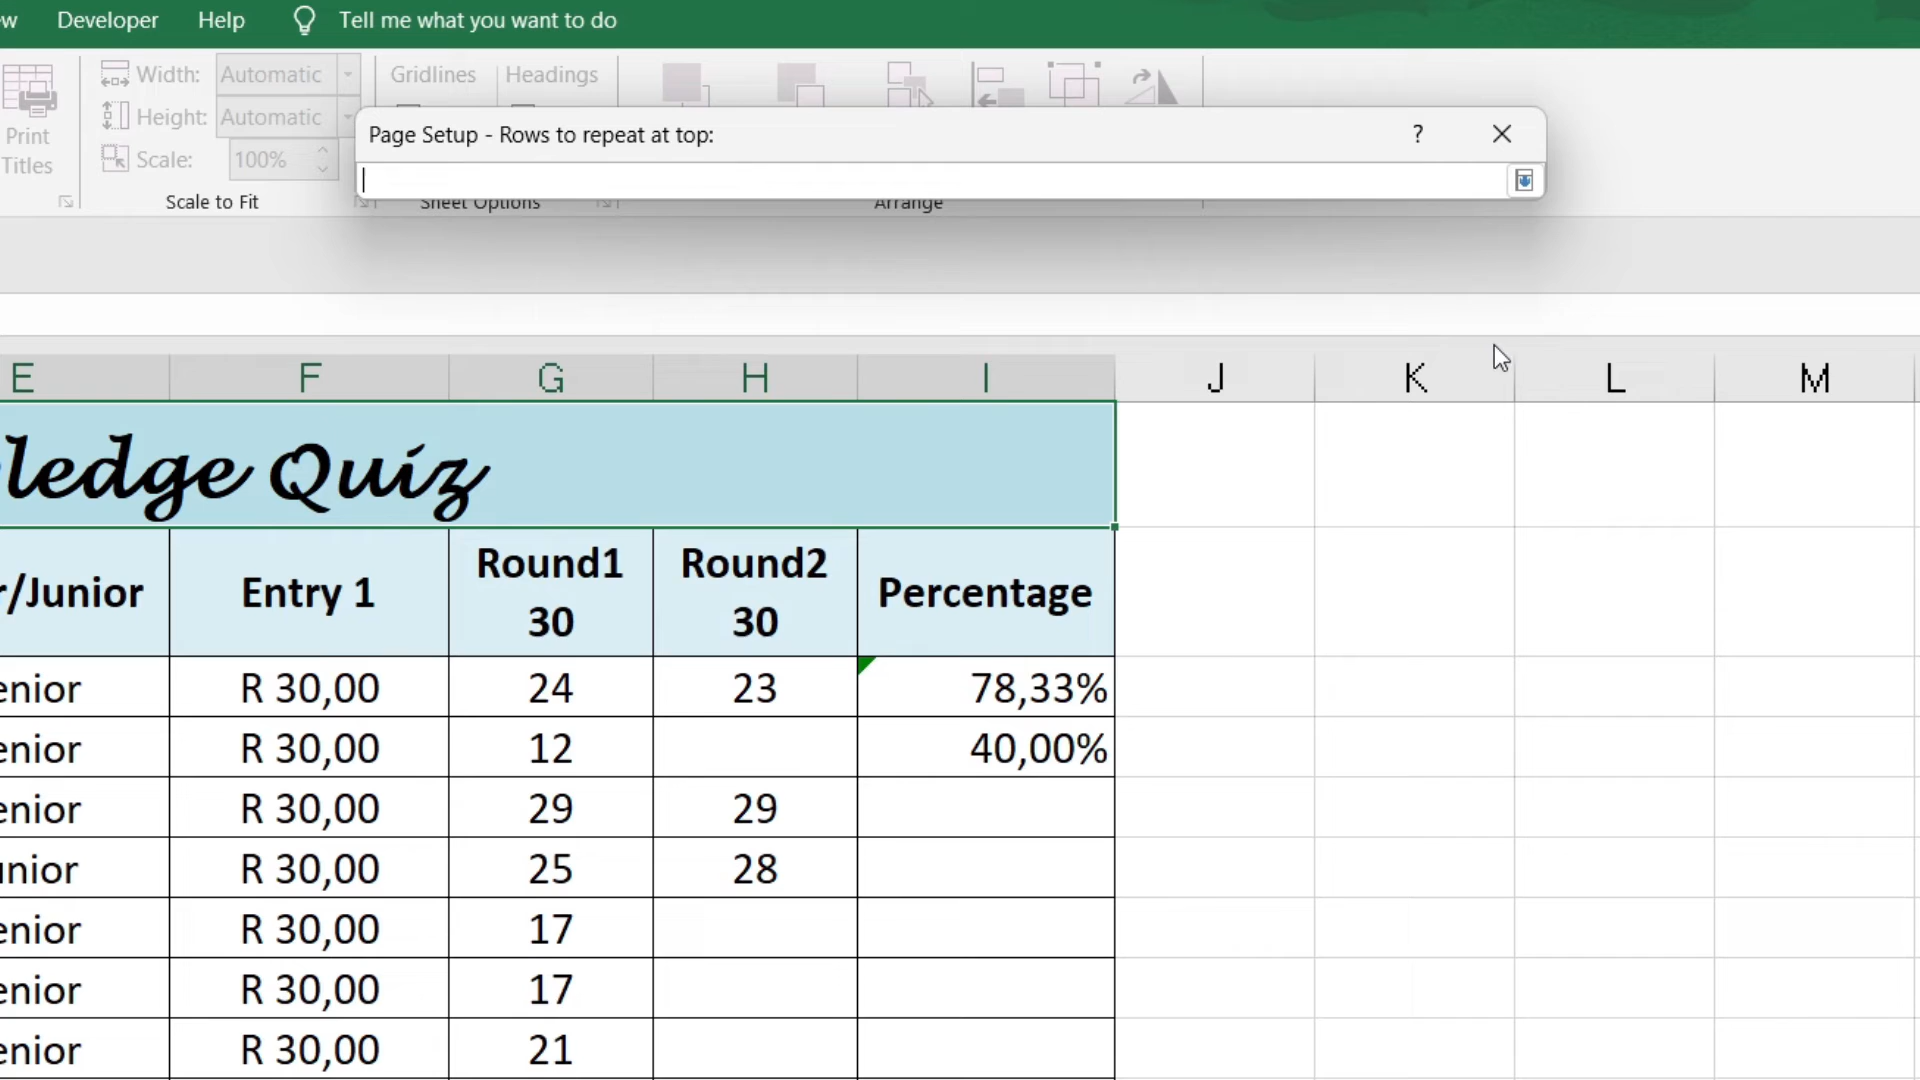 w Developer Help Tell me what you want to do
Width: Automatic Gridlines Headings
Height: Automatic
Print
Titles
Scale: 100%
Scale to Fit Sheet Options Arrange
Page Setup - Rows to repeat at top: ?
E F G H I J K L M
ledge Quiz
r/Junior Entry 1 Round1 30 Round2 30 Percentage
enior R 30,00 24 23 78,33%
enior R 30,00 12 40,00%
enior R 30,00 29 29
unior R 30,00 25 28
enior R 30,00 17
enior R 30,00 17
enior R 30,00 21